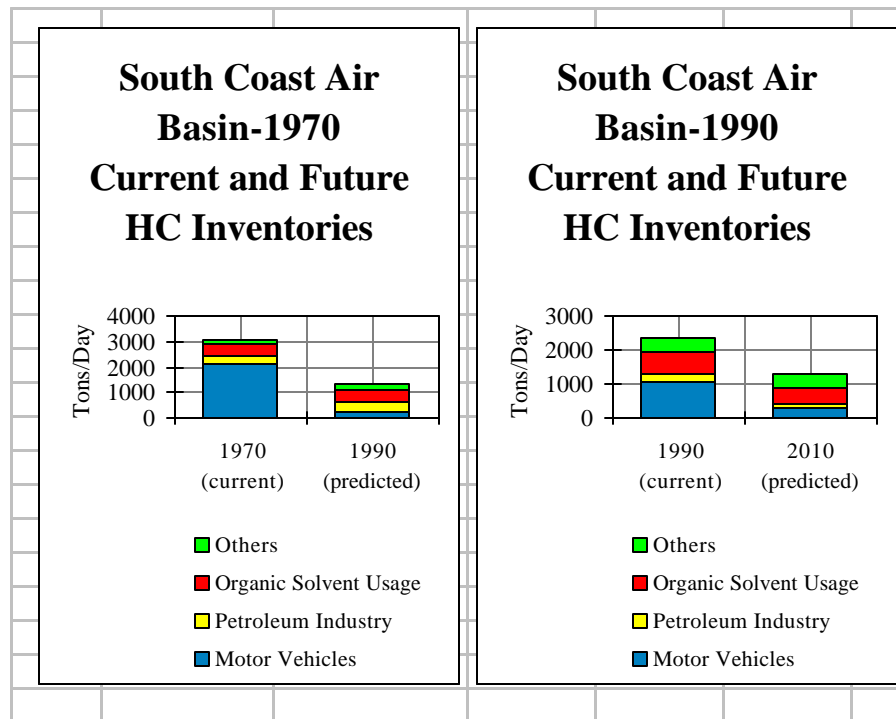 South Coast Air
Basin-1970
Current and Future
HC Inventories
Tons/Day
4000
3000
2000
1000
0
1970
(current)
1990
(predicted)
Others
Organic Solvent Usage
Petroleum Industry
Motor Vehicles
South Coast Air
Basin-1990
Current and Future
HC Inventories
Tons/Day
3000
2000
1000
0
1990
(current)
2010
(predicted)
Others
Organic Solvent Usage
Petroleum Industry
Motor Vehicles